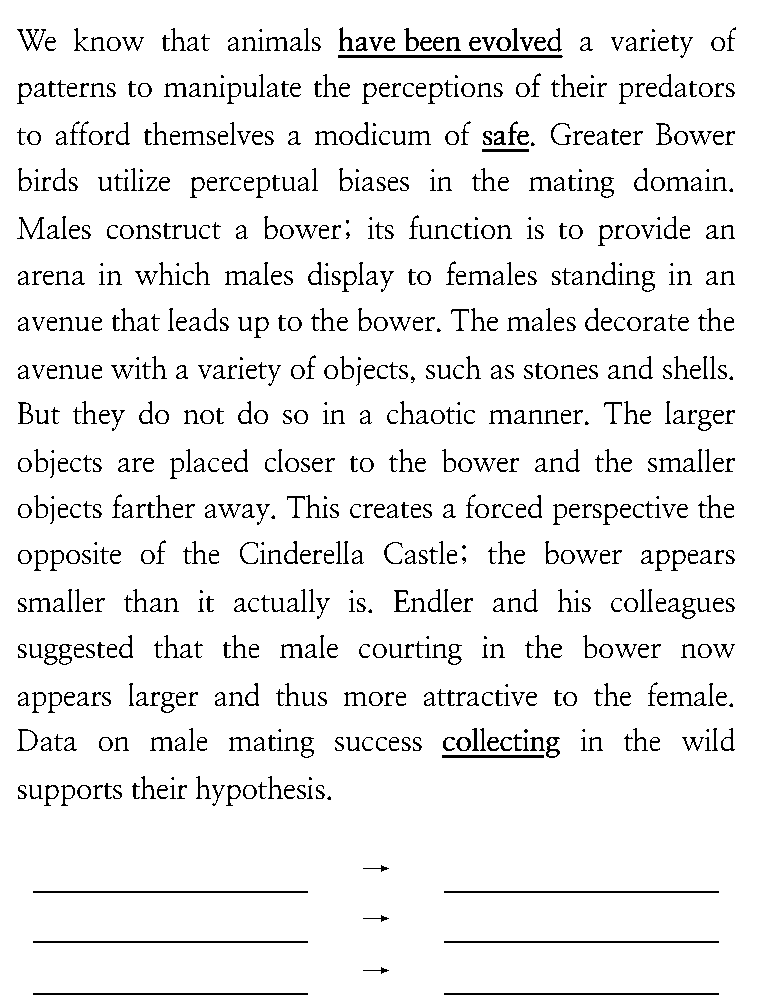 We know that animals have been evolved a variety of
patterns to manipulate the perceptions of their predators
to afford themselves a modicum of safe. Greater Bower
birds utilize perceptual biases in the mating domain.
Males construct a bower; its function is to provide an
arena in which males display to females standing in an
avenue that leads up to the bower. The males decorate the
avenue with a variety of objects, such as stones and shells.
But they do not do so in a chaotic manner. The larger
objects are placed closer to the bower and the smaller
objects farther away. This creates a forced perspective the
opposite of the Cinderella Castle; the bower appears
smaller than it actually is. Endler and his colleagues
suggested that the male courting in the bower now
appears larger and thus more attractive to the female.
Data on male mating success collecting in the wild
supports their hypothesis.
→
→
→